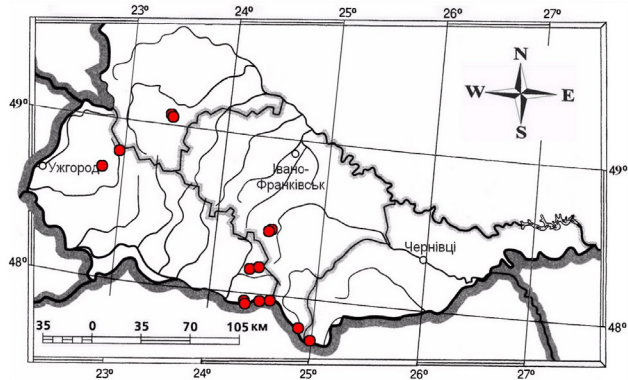 23° 24° 25° 26° 27°
N
W E
S
49°
49°
Ужгород
Івано-
Франківськ
Чернівці
48°
48°
35 0 35 70 105 км
23° 24° 25° 26° 27°